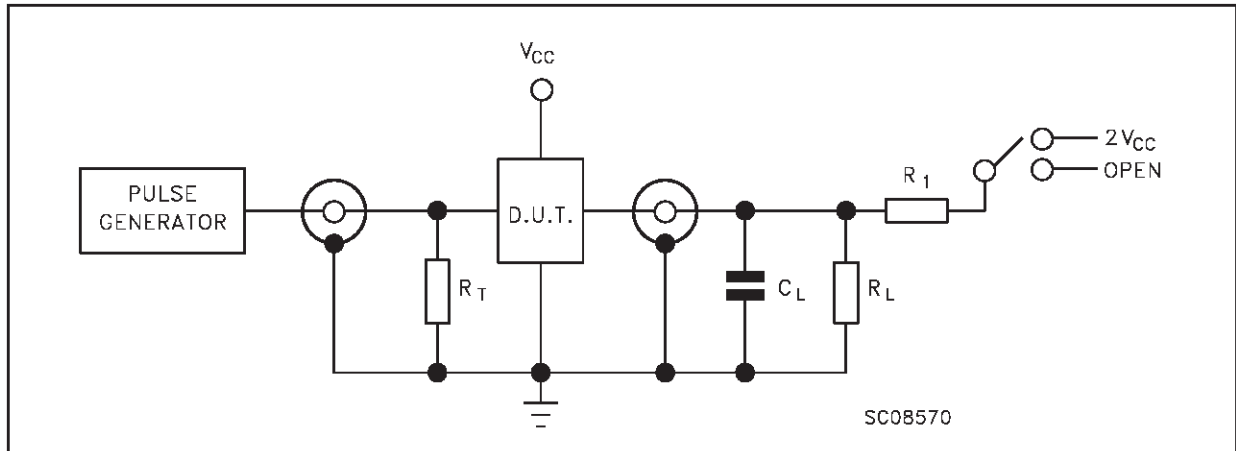 VCC
2VCC
OPEN
R1
PULSE
GENERATOR
D.U.T.
RT
CL
RL
SC08570